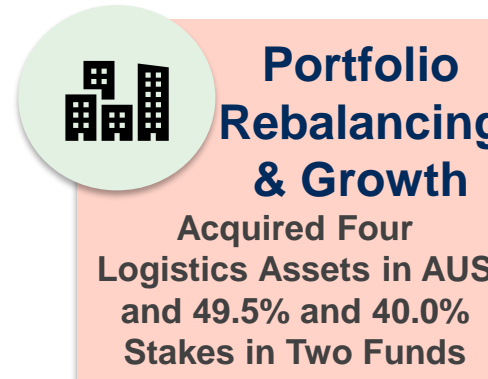 Portfolio
Rebalancing
& Growth
Acquired Four
Logistics Assets in AUS
and 49.5% and 40.0%
Stakes in Two Funds